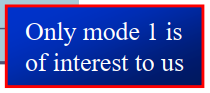 Only mode 1 is
of interest to us